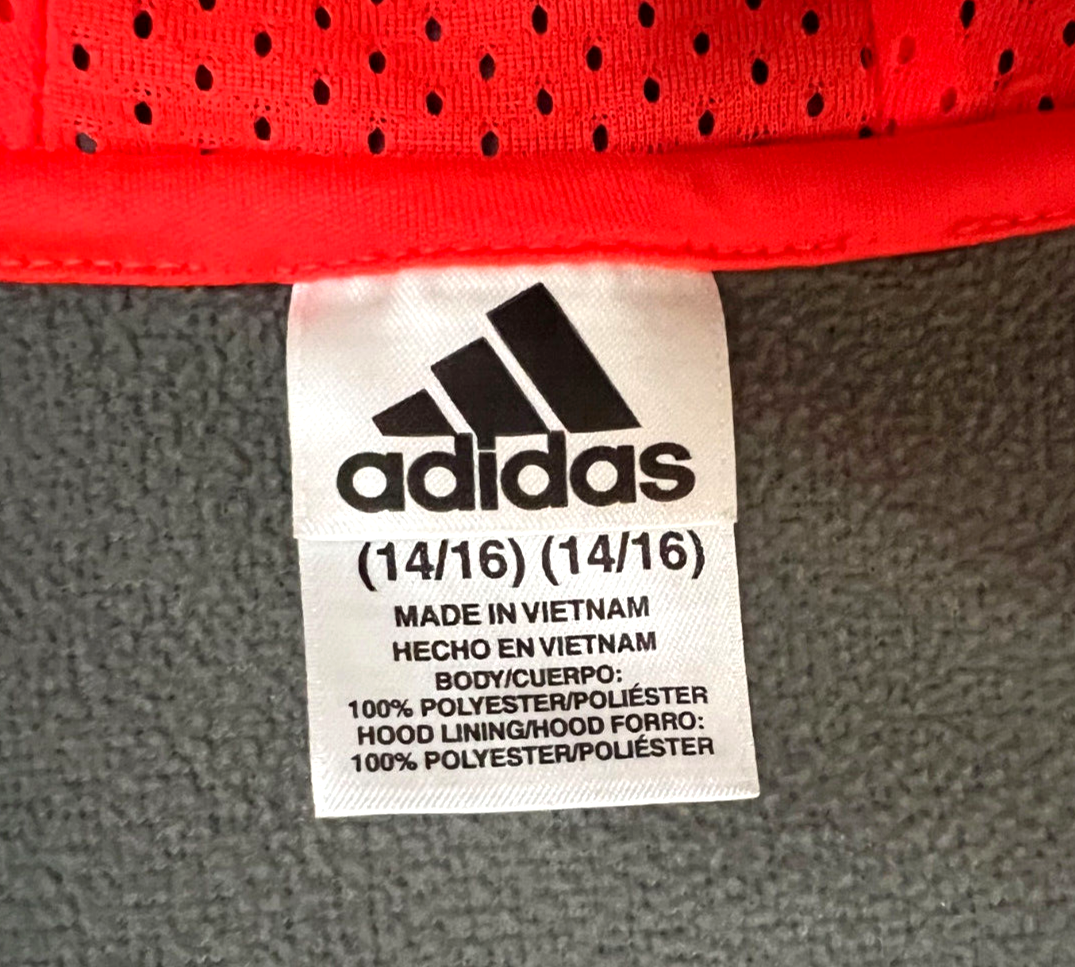 adidas
(14/16) (14/16)
MADE IN VIETNAM
HECHO EN VIETNAM
BODY/CUERPO:
100% POLYESTER/POLIÉSTER
HOOD LINING/HOOD FORRO:
100% POLYESTER/POLIÉSTER